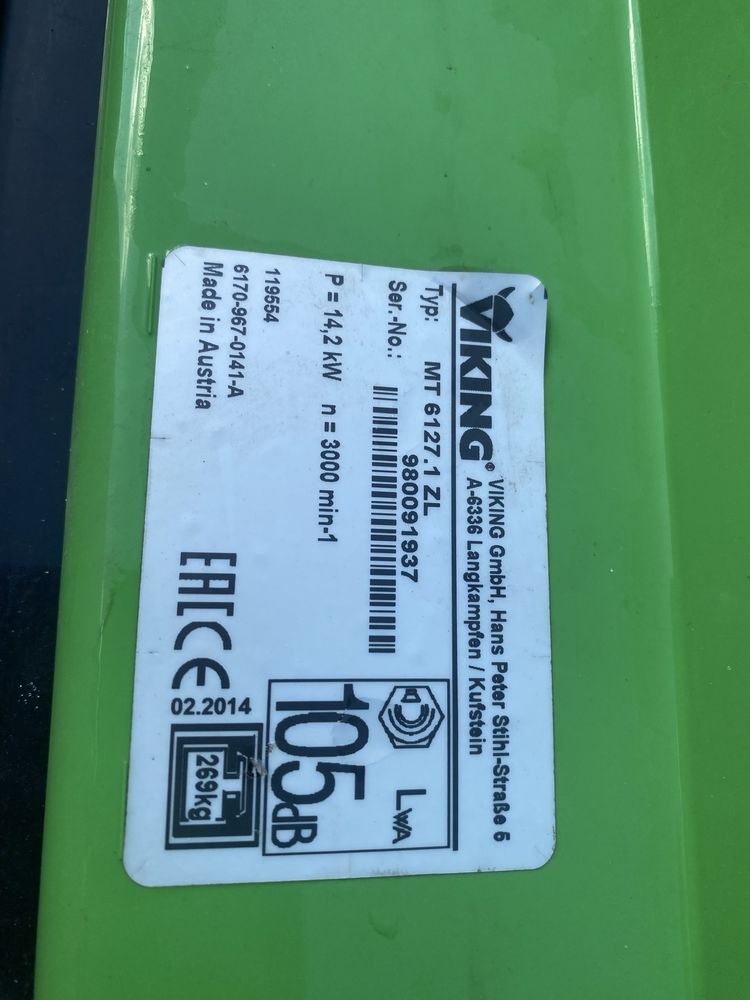 VIKING®
VIKING GmbH, Hans Peter Stihl-Straße 5
A-6336 Langkampfen / Kufstein
Typ: MT 6127.1 ZL
Ser.-No.: 980091937
P = 14,2 kW n = 3000 min-1
119554
6170-967-0141-A
Made in Austria
EAC CE
02.2014
LWA
105dB
269kg